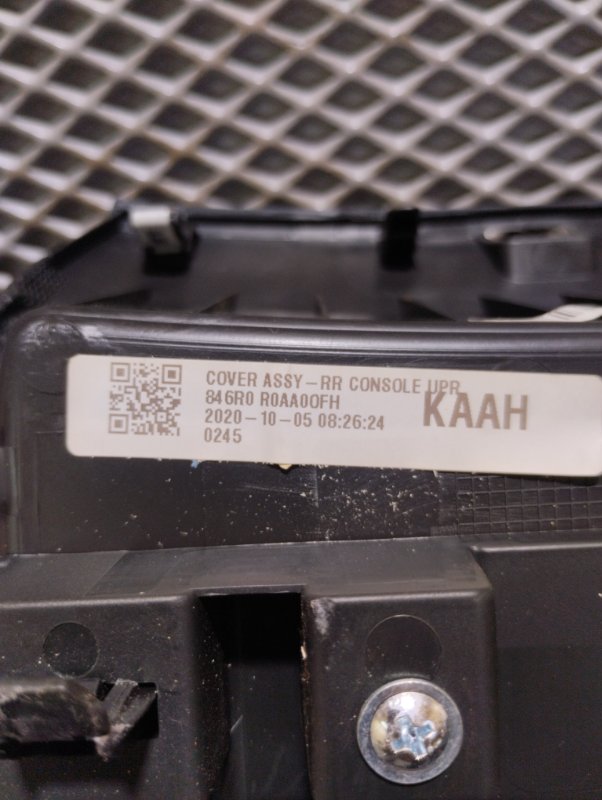 COVER ASSY-RR CONSOLE UPR
846R0 R0AA00FH
KAAH
2020-10-05 08:26:24
0245